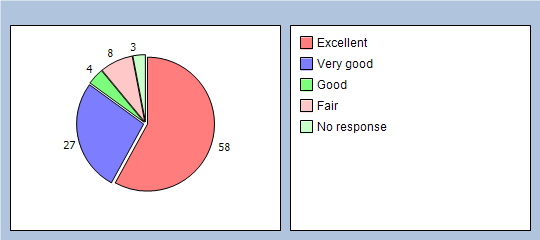 3
8
4
27
58
Excellent
Very good
Good
Fair
No response